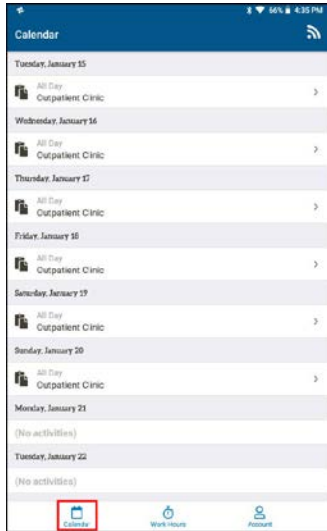 66% 4:35 PM
Calendar
Tuesday, January 15
All Day
Outpatient Clinic
Wednesday, January 16
All Day
Outpatient Clinic
Thursday, January 17
All Day
Outpatient Clinic
Friday, January 18
All Day
Outpatient Clinic
Saturday, January 19
All Day
Outpatient Clinic
Sunday, January 20
All Day
Outpatient Clinic
Monday, January 21
(No activities)
Tuesday, January 22
(No activities)
Calendar Work Hours Account